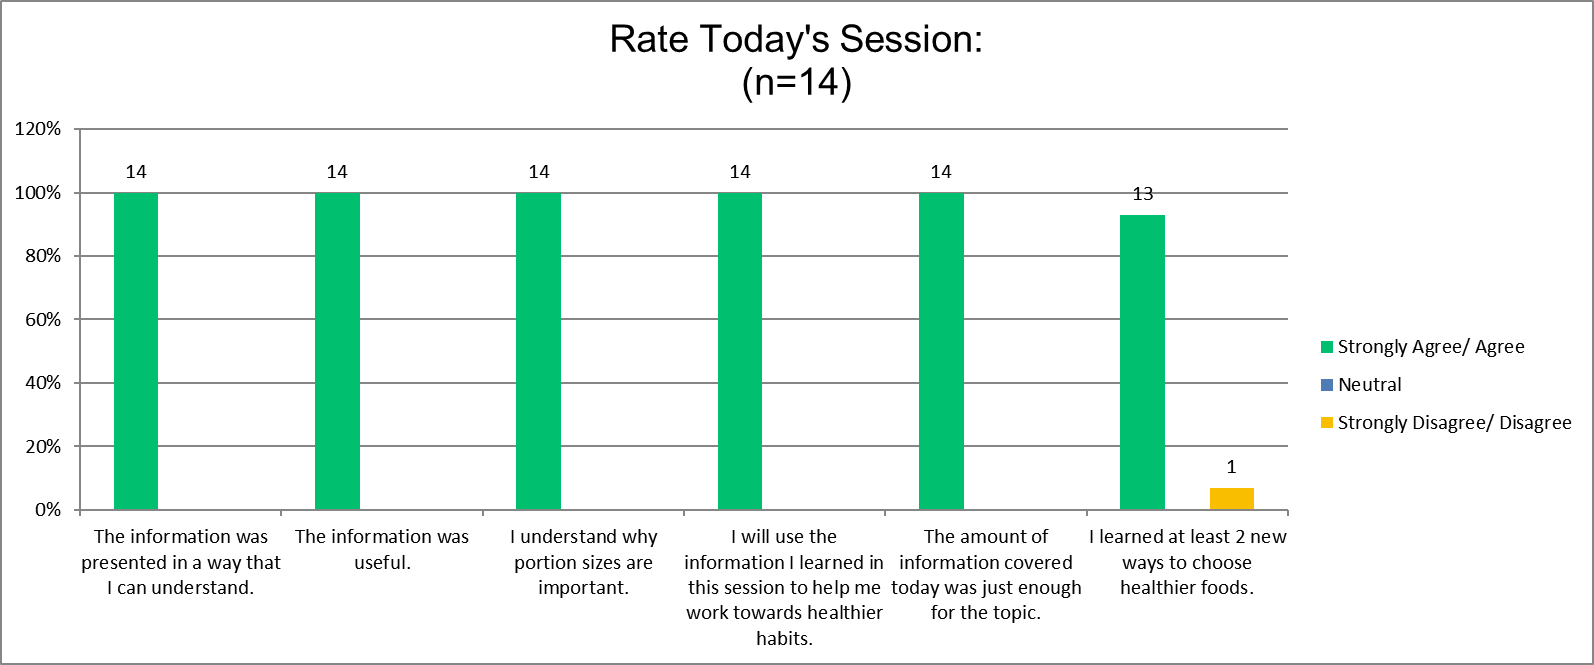 Rate Today's Session:
(n=14)
120%
100%
80%
60%
40%
20%
0%
14
14
14
14
14
13
1
The information was
presented in a way that
I can understand.
The information was
useful.
I understand why
portion sizes are
important.
I will use the
information I learned in
this session to help me
work towards healthier
habits.
The amount of
information covered
today was just enough
for the topic.
I learned at least 2 new
ways to choose
healthier foods.
Strongly Agree/ Agree
Neutral
Strongly Disagree/ Disagree